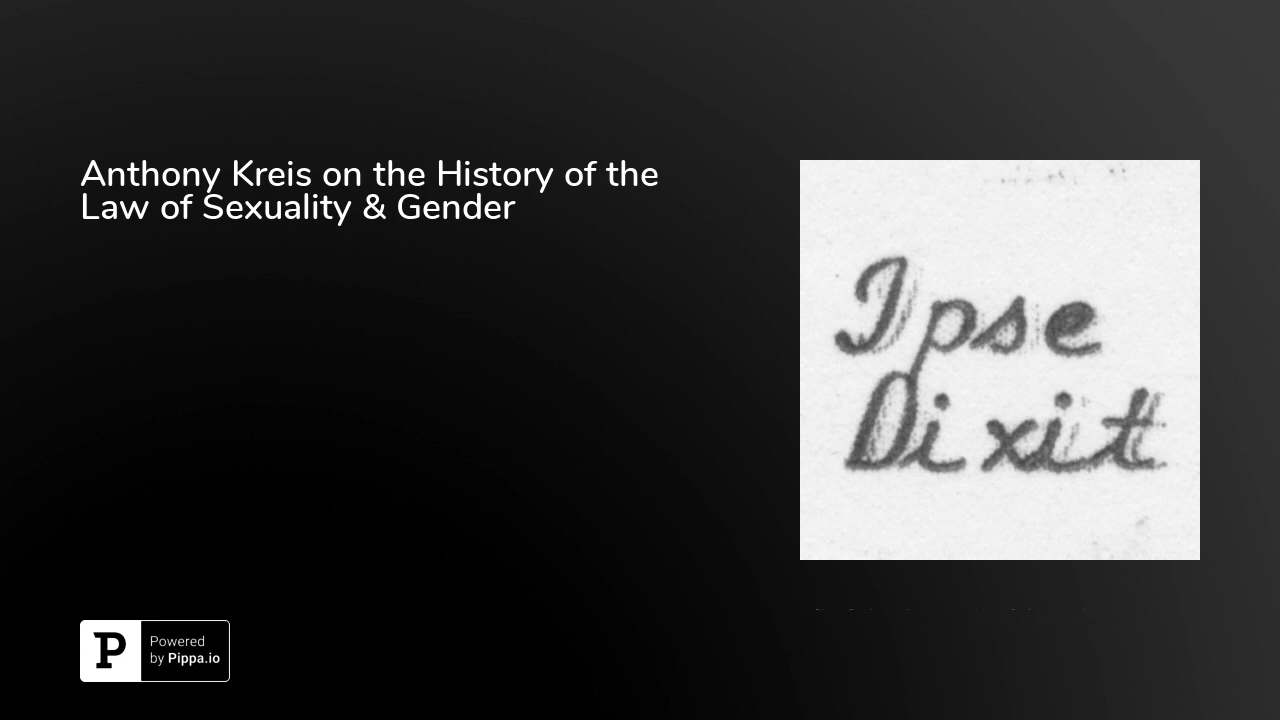 Anthony Kreis on the History of the
Law of Sexuality & Gender
Ipse
Dixit
P
Powered
by Pippa.io